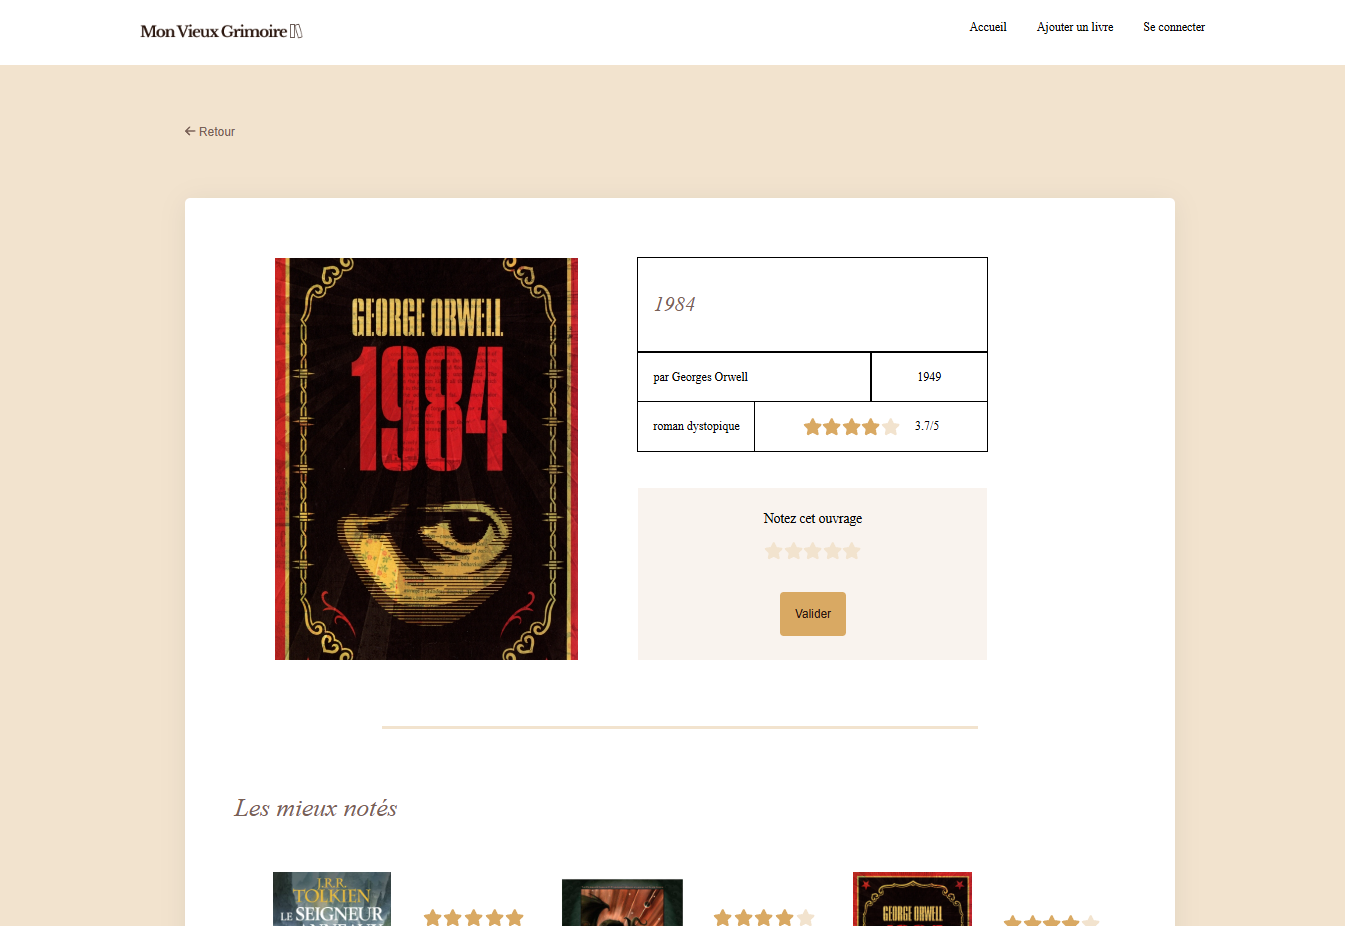 Mon Vieux Grimoire
Accueil
Ajouter un livre
Se connecter
← Retour
GEORGE ORWELL
1984
1984
par Georges Orwell
1949
roman dystopique
3.7/5
Notez cet ouvrage
Valider
Les mieux notés
J.R.R.
TOLKIEN
LE SEIGNEUR
GEORGE ORWELL